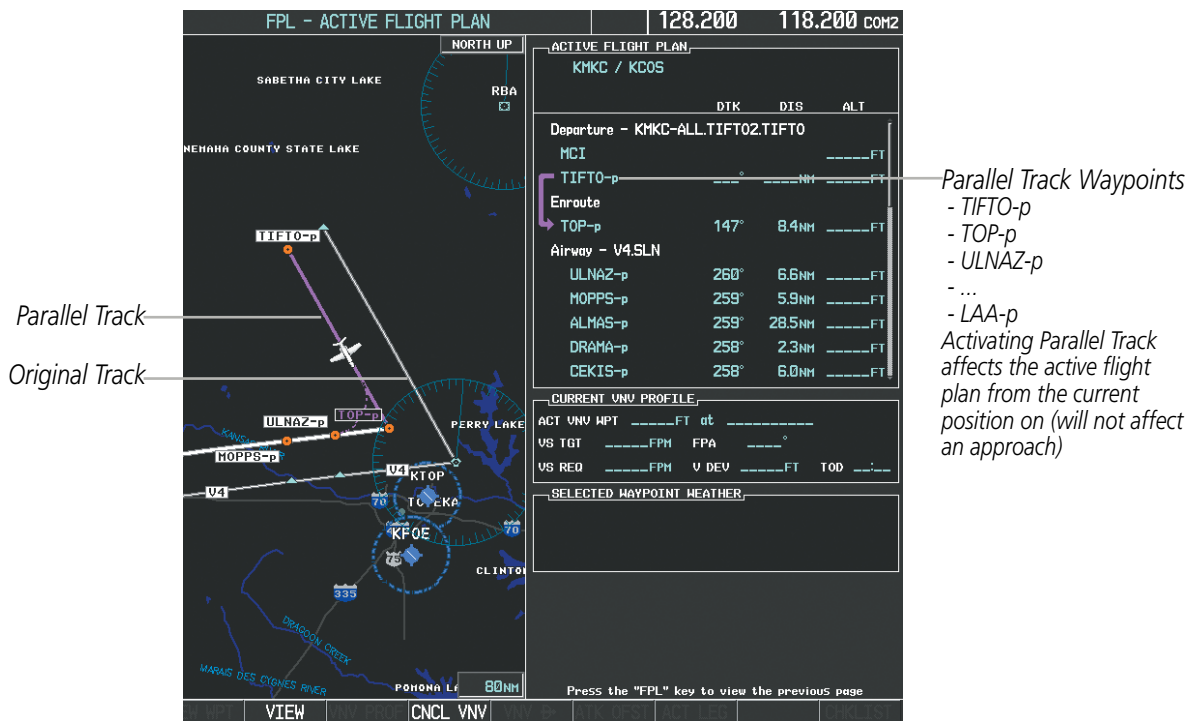 FPL – ACTIVE FLIGHT PLAN
128.200 118.200 COM2
NORTH UP
SABETHA CITY LAKE
RBA
NEMAHA COUNTY STATE LAKE
TIFTO-p
TOP-p
ULNAZ-p
PERRY LAKE
MOPPS-p
V4
KTOP
V4
70
KFOE
70
75
CLINTON
335
DRAGOON CREEK
MARAIS DES CYGNES RIVER
POMONA LA
80NM
ACTIVE FLIGHT PLAN
KMKC / KCOS
DTK DIS ALT
Departure – KMKC-ALL.TIFTO2.TIFTO
MCI _____FT
TIFTO-p ___° ____NM _____FT
Enroute
TOP-p 147° 8.4NM _____FT
Airway – V4.SLN
ULNAZ-p 260° 6.6NM _____FT
MOPPS-p 259° 5.9NM _____FT
ALMAS-p 259° 28.5NM _____FT
DRAMA-p 258° 2.3NM _____FT
CEKIS-p 258° 6.0NM _____FT
CURRENT VNV PROFILE
ACT VNV WPT _____FT at __________
VS TGT _____FPM FPA ____°
VS REQ _____FPM V DEV _____FT TOD __:__
SELECTED WAYPOINT WEATHER
Press the "FPL" key to view the previous page
VIEW VNV PROF CNCL VNV VNV ATK OFST ACT LEG CHKLIST
Parallel Track
Original Track
Parallel Track Waypoints
- TIFTO-p
- TOP-p
- ULNAZ-p
- ...
- LAA-p
Activating Parallel Track
affects the active flight
plan from the current
position on (will not affect
an approach)